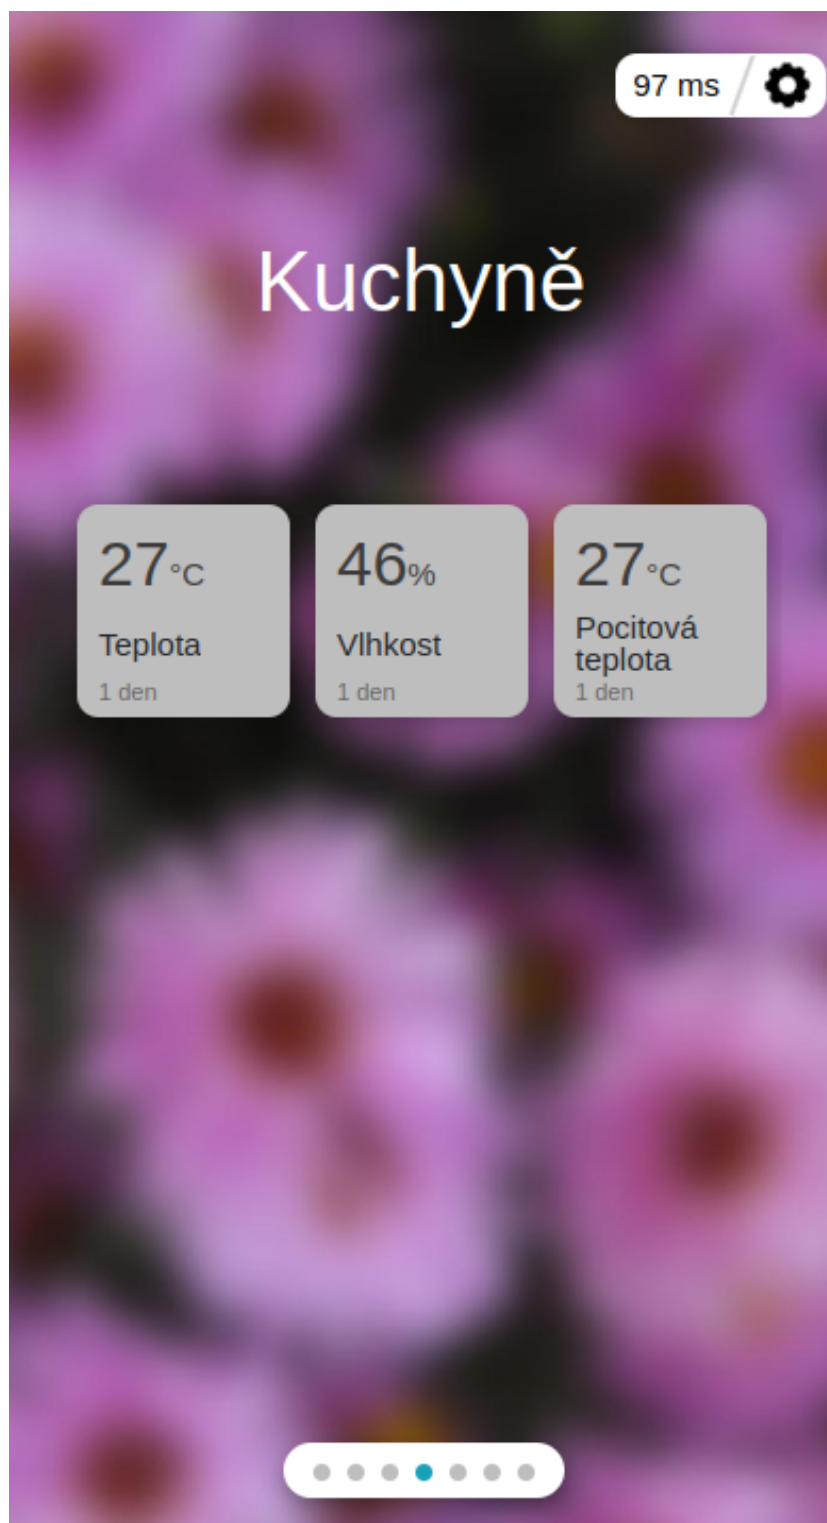 97 ms
Kuchyně
27°C
Teplota
1 den
46%
Vlhkost
1 den
27°C
Pocitová
teplota
1 den